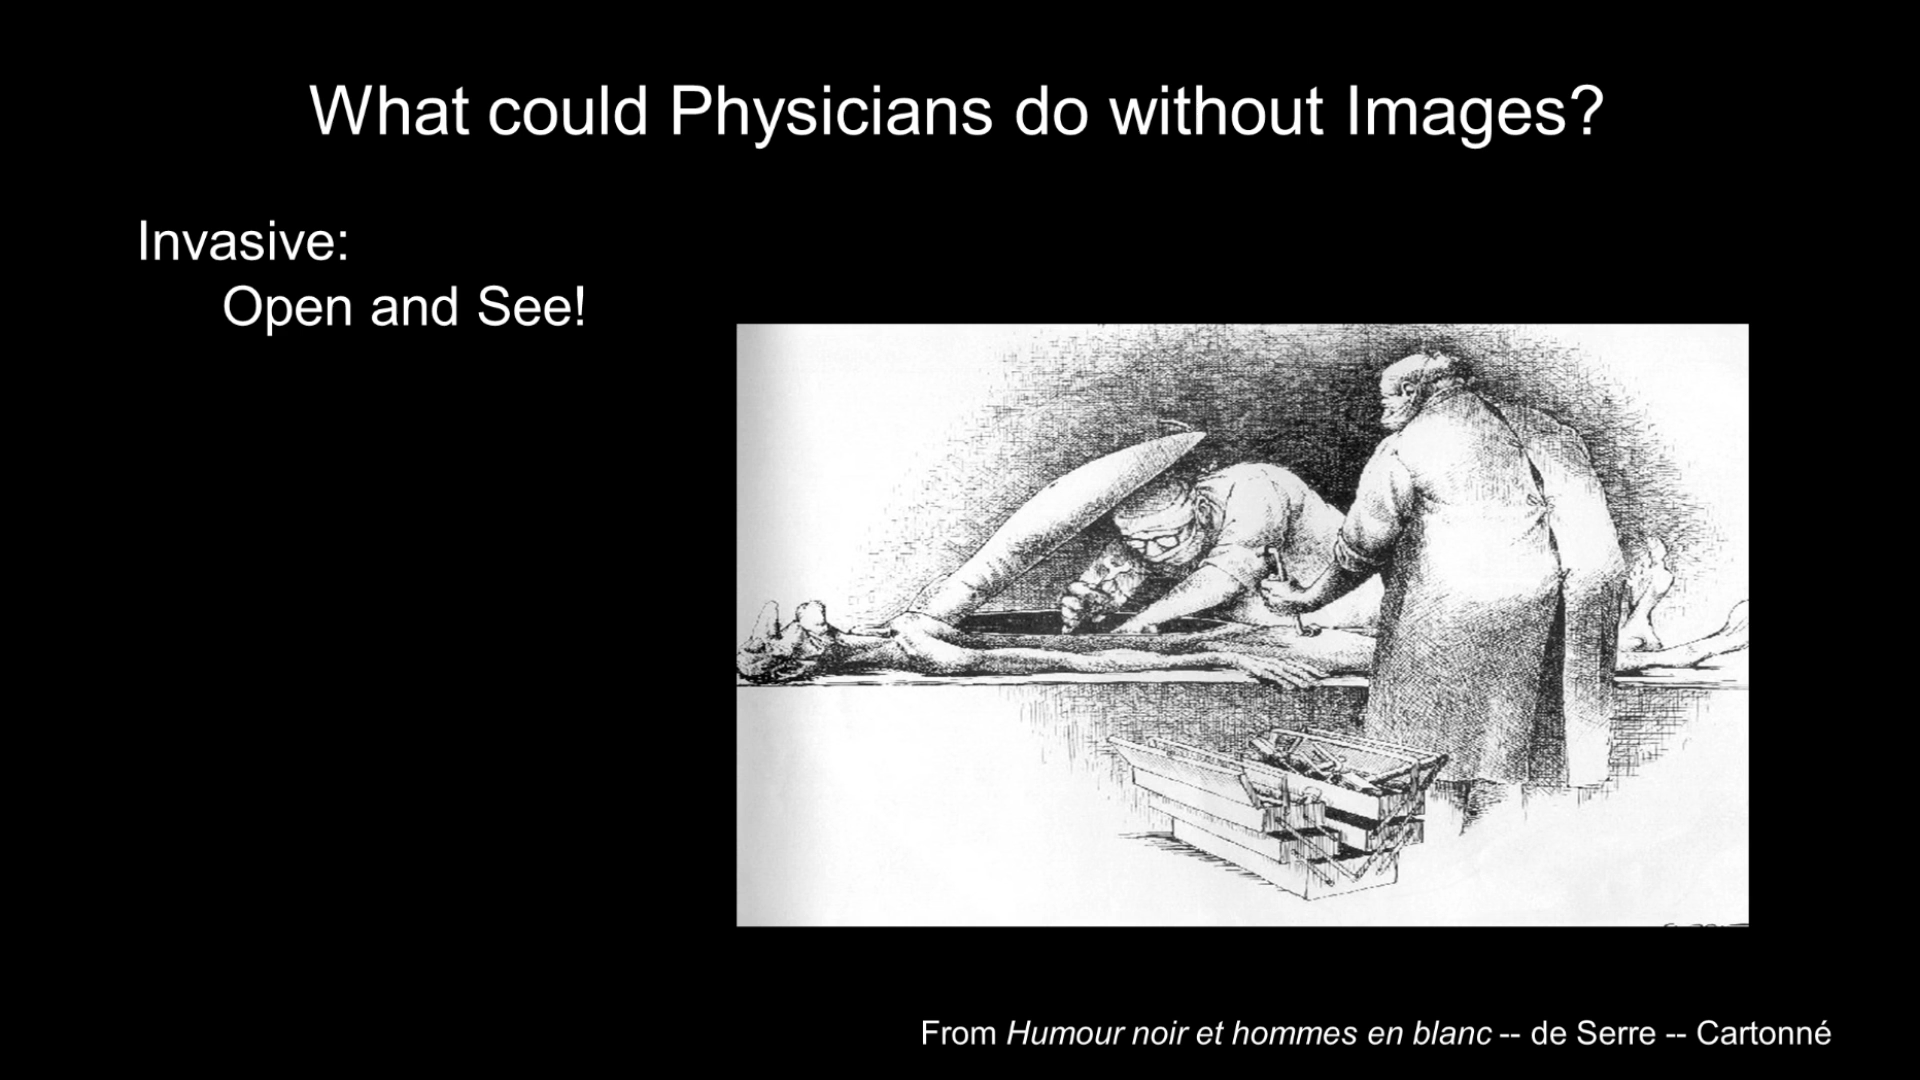 What could Physicians do without Images?
Invasive:
Open and See!
From Humour noir et hommes en blanc -- de Serre -- Cartonné